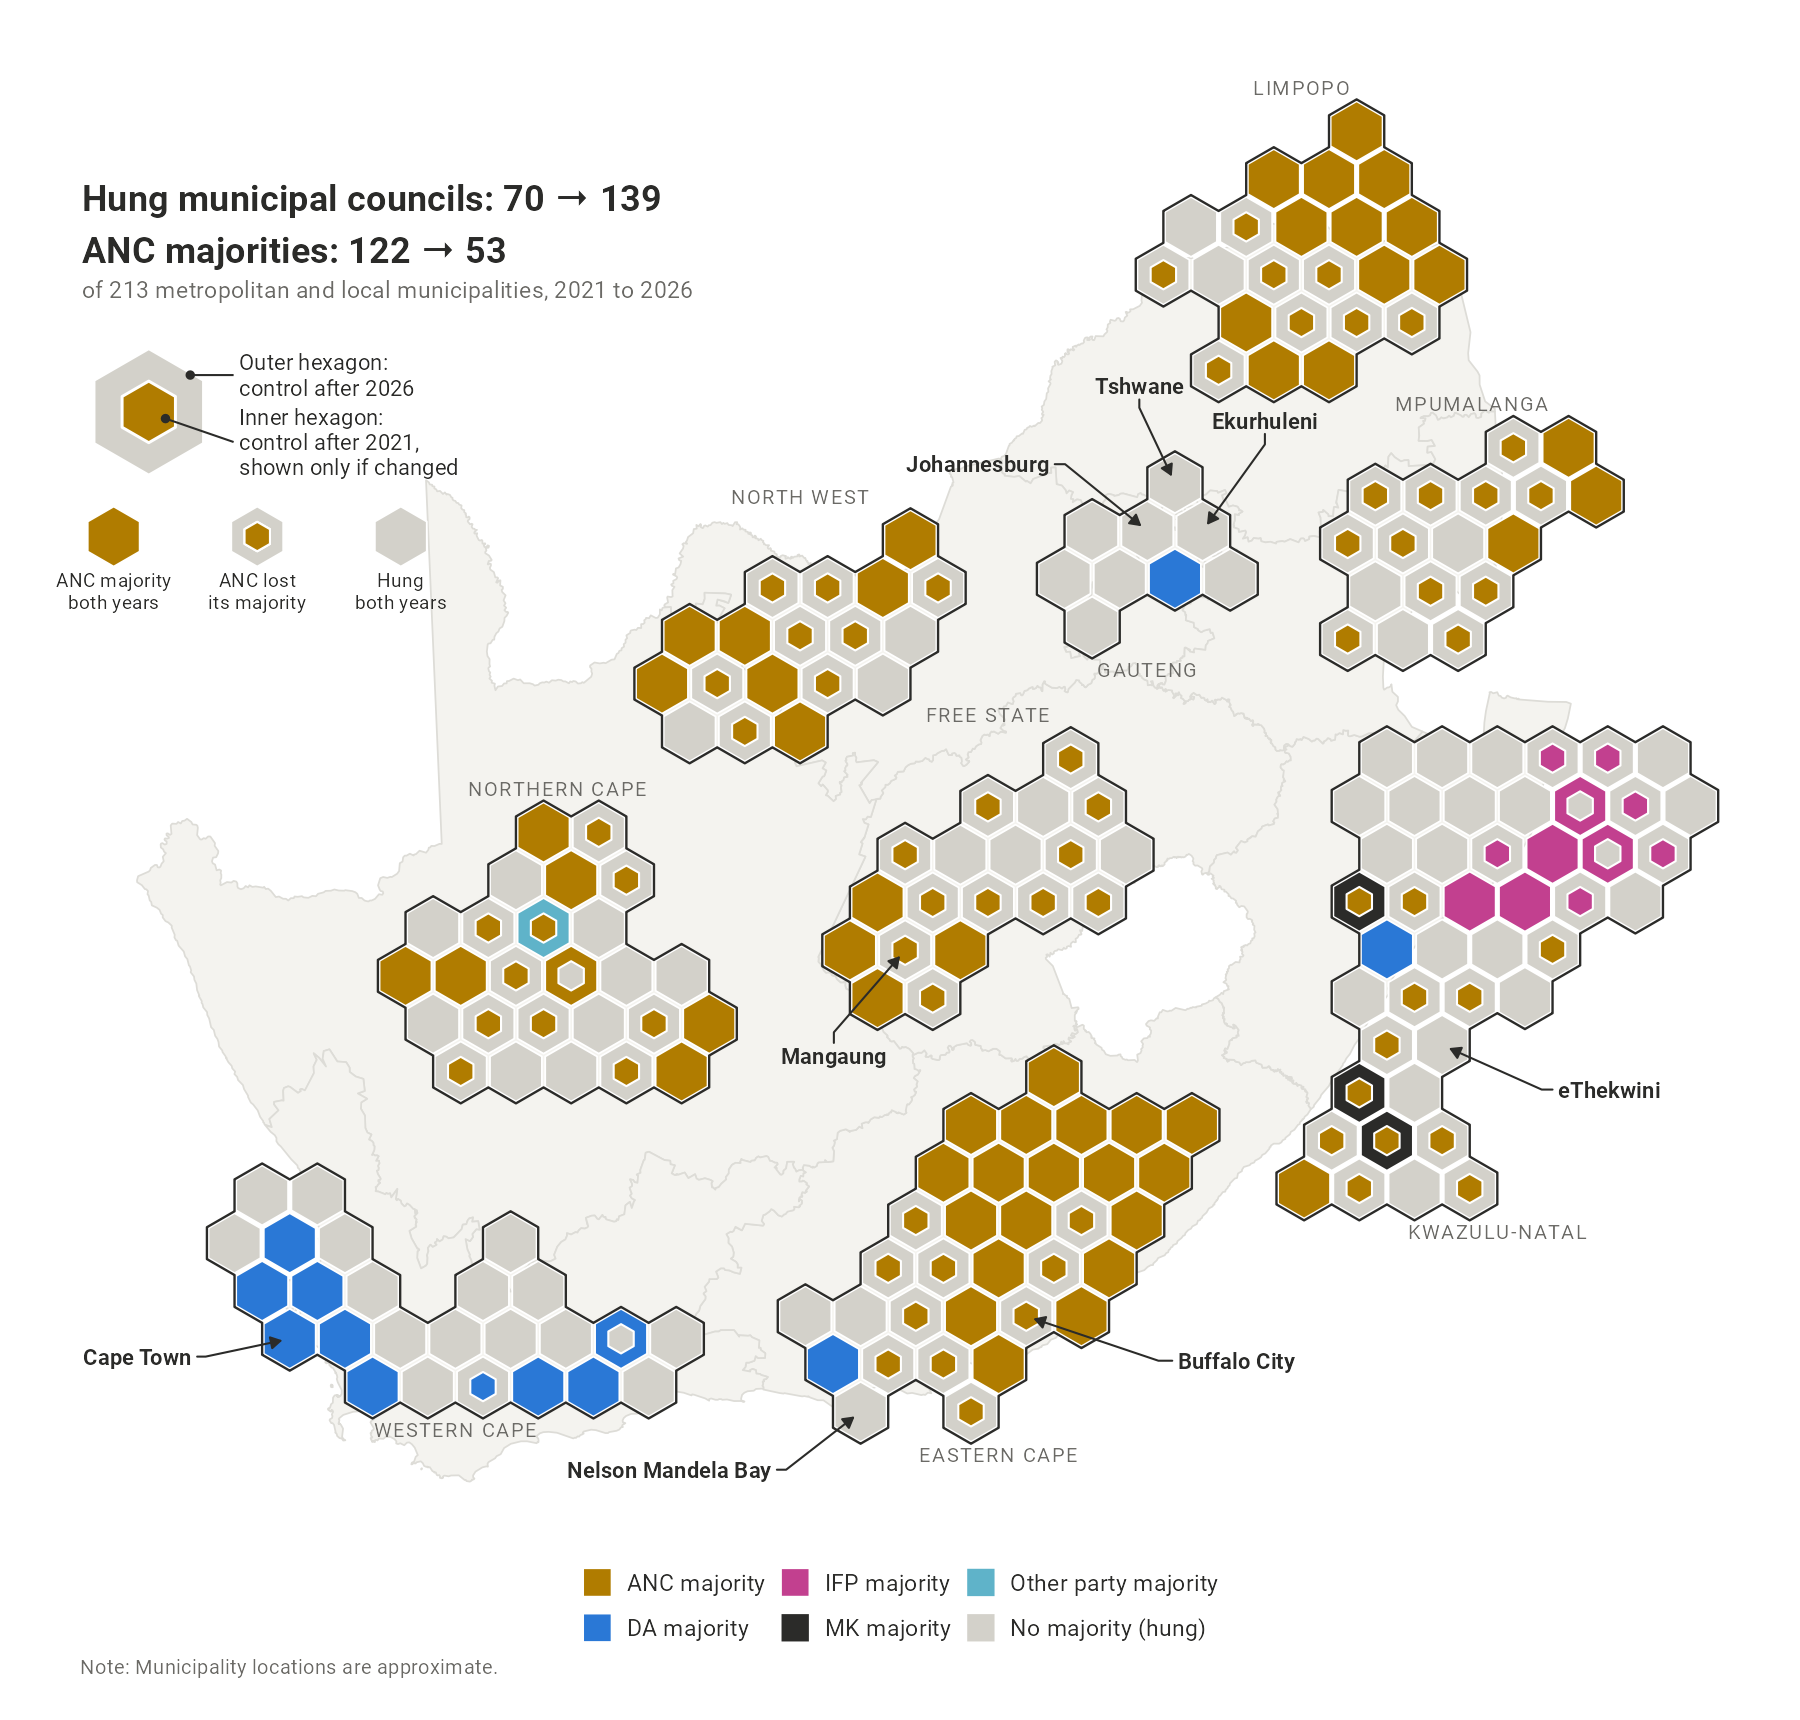 LIMPOPO
Hung municipal councils: 70 → 139
ANC majorities: 122 → 53
of 213 metropolitan and local municipalities, 2021 to 2026
Outer hexagon:
control after 2026
Inner hexagon:
control after 2021,
shown only if changed
ANC majority
both years
ANC lost
its majority
Hung
both years
Tshwane
Ekurhuleni
Johannesburg
MPUMALANGA
NORTH WEST
GAUTENG
FREE STATE
NORTHERN CAPE
Mangaung
eThekwini
KWAZULU-NATAL
Cape Town
Buffalo City
WESTERN CAPE
EASTERN CAPE
Nelson Mandela Bay
ANC majority
IFP majority
Other party majority
DA majority
MK majority
No majority (hung)
Note: Municipality locations are approximate.